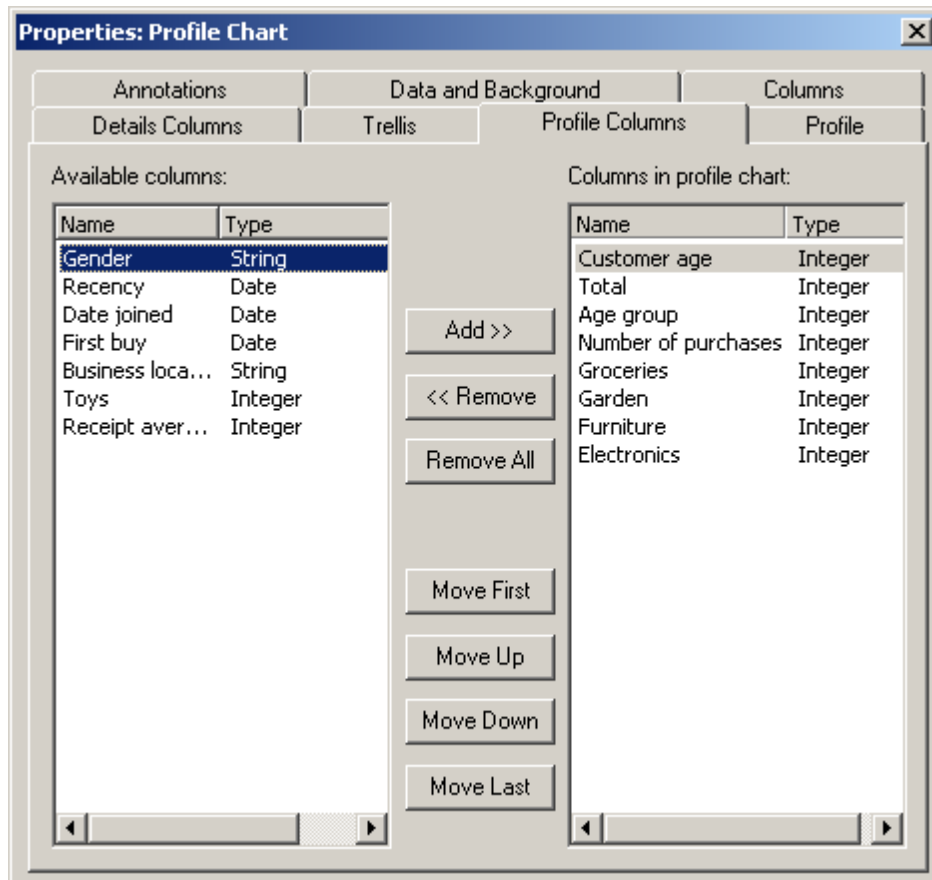 Properties: Profile Chart
Annotations Data and Background Columns
Details Columns Trellis Profile Columns Profile
Available columns:
Name Type
Gender String
Recency Date
Date joined Date
First buy Date
Business loca... String
Toys Integer
Receipt aver... Integer
Add >>
<< Remove
Remove All
Move First
Move Up
Move Down
Move Last
Columns in profile chart:
Name Type
Customer age Integer
Total Integer
Age group Integer
Number of purchases Integer
Groceries Integer
Garden Integer
Furniture Integer
Electronics Integer